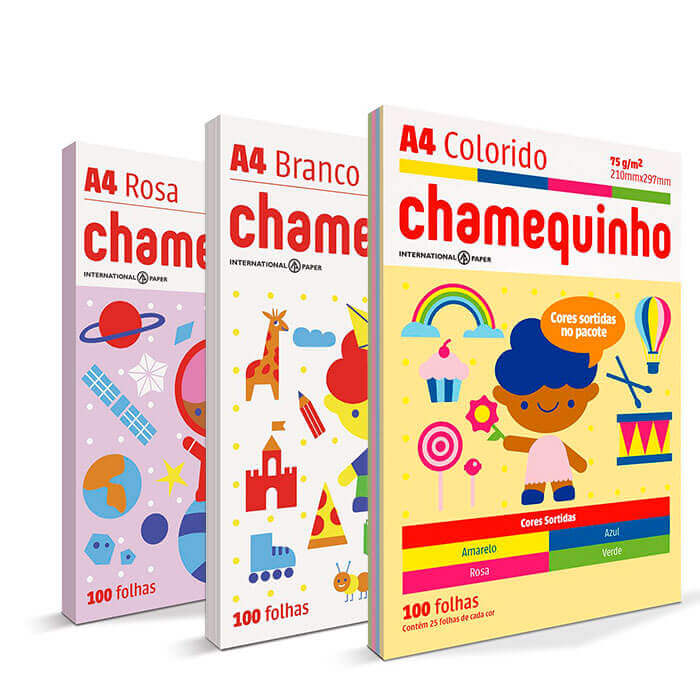 A4 Rosa
chame
INTERNATIONAL PAPER
100 folhas
A4 Branco
chame
INTERNATIONAL PAPER
100 folhas
A4 Colorido
75 g/m²
210mmx297mm
chamequinho
INTERNATIONAL PAPER
Cores sortidas
no pacote
Cores Sortidas
Amarelo
Azul
Rosa
Verde
100 folhas
Contém 25 folhas de cada cor